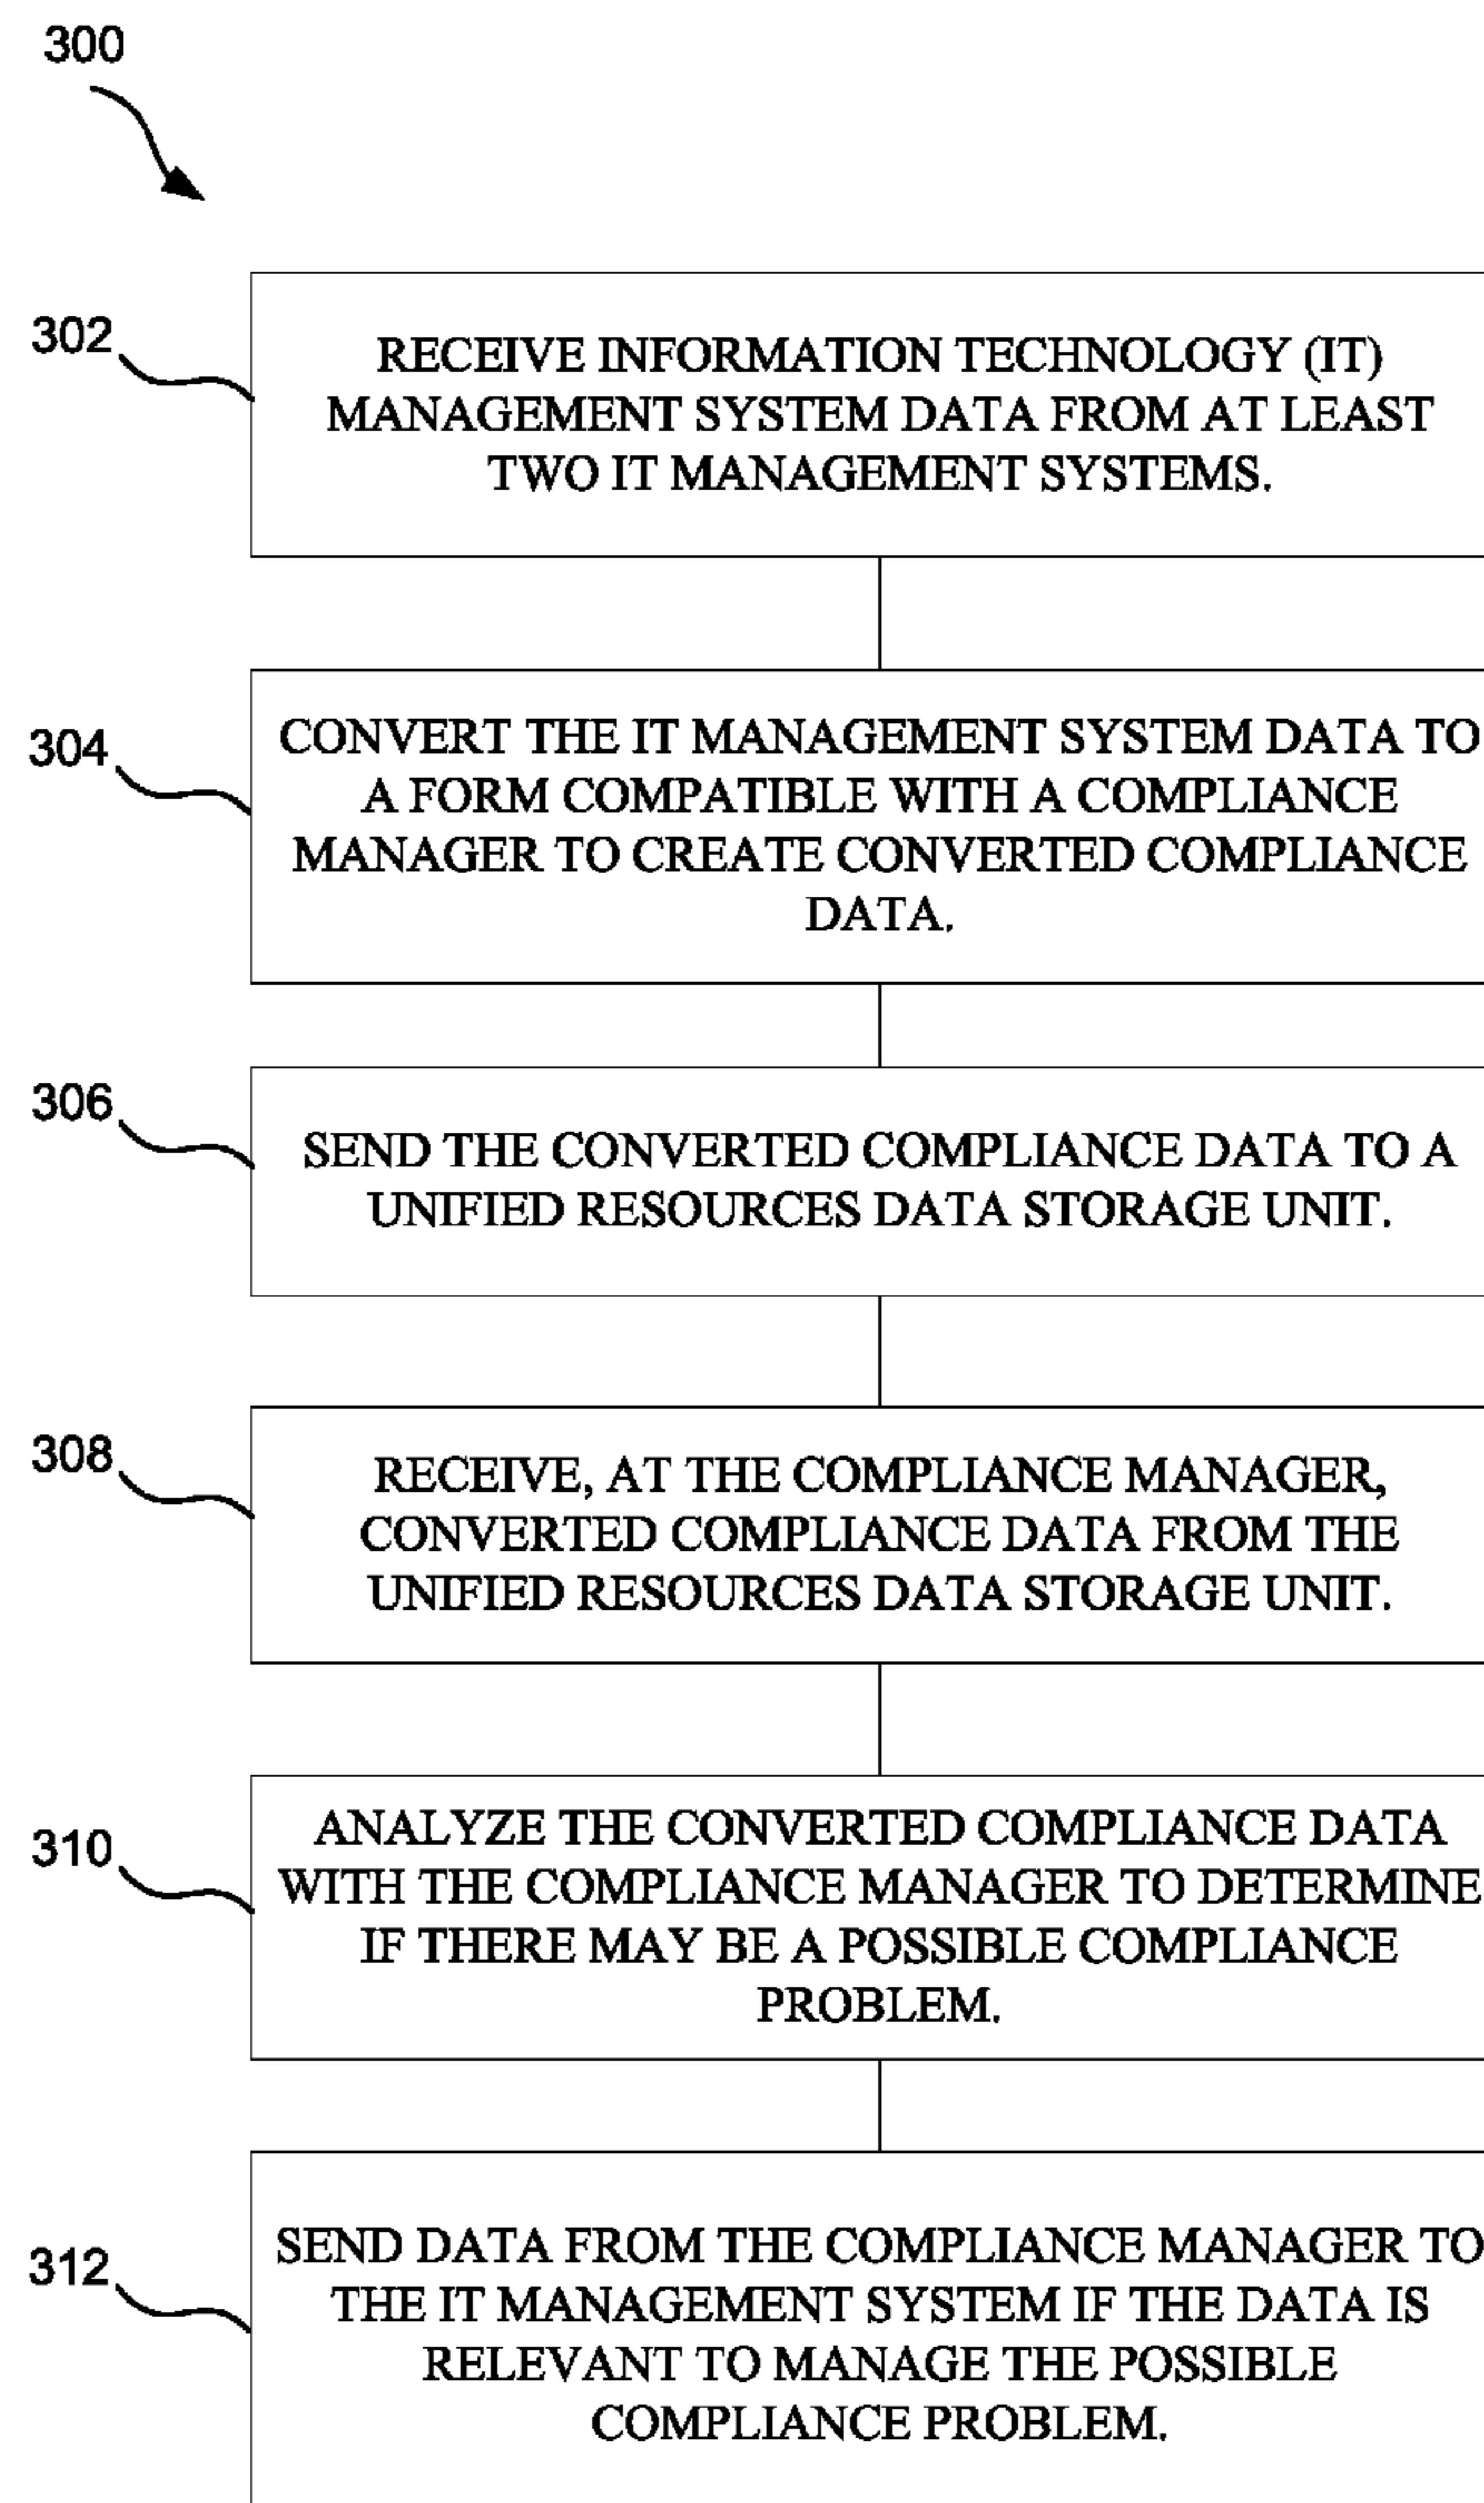 300
302
RECEIVE INFORMATION TECHNOLOGY (IT)
MANAGEMENT SYSTEM DATA FROM AT LEAST
TWO IT MANAGEMENT SYSTEMS.
304
CONVERT THE IT MANAGEMENT SYSTEM DATA TO
A FORM COMPATIBLE WITH A COMPLIANCE
MANAGER TO CREATE CONVERTED COMPLIANCE
DATA.
306
SEND THE CONVERTED COMPLIANCE DATA TO A
UNIFIED RESOURCES DATA STORAGE UNIT.
308
RECEIVE, AT THE COMPLIANCE MANAGER,
CONVERTED COMPLIANCE DATA FROM THE
UNIFIED RESOURCES DATA STORAGE UNIT.
310
ANALYZE THE CONVERTED COMPLIANCE DATA
WITH THE COMPLIANCE MANAGER TO DETERMINE
IF THERE MAY BE A POSSIBLE COMPLIANCE
PROBLEM.
312
SEND DATA FROM THE COMPLIANCE MANAGER TO
THE IT MANAGEMENT SYSTEM IF THE DATA IS
RELEVANT TO MANAGE THE POSSIBLE
COMPLIANCE PROBLEM.